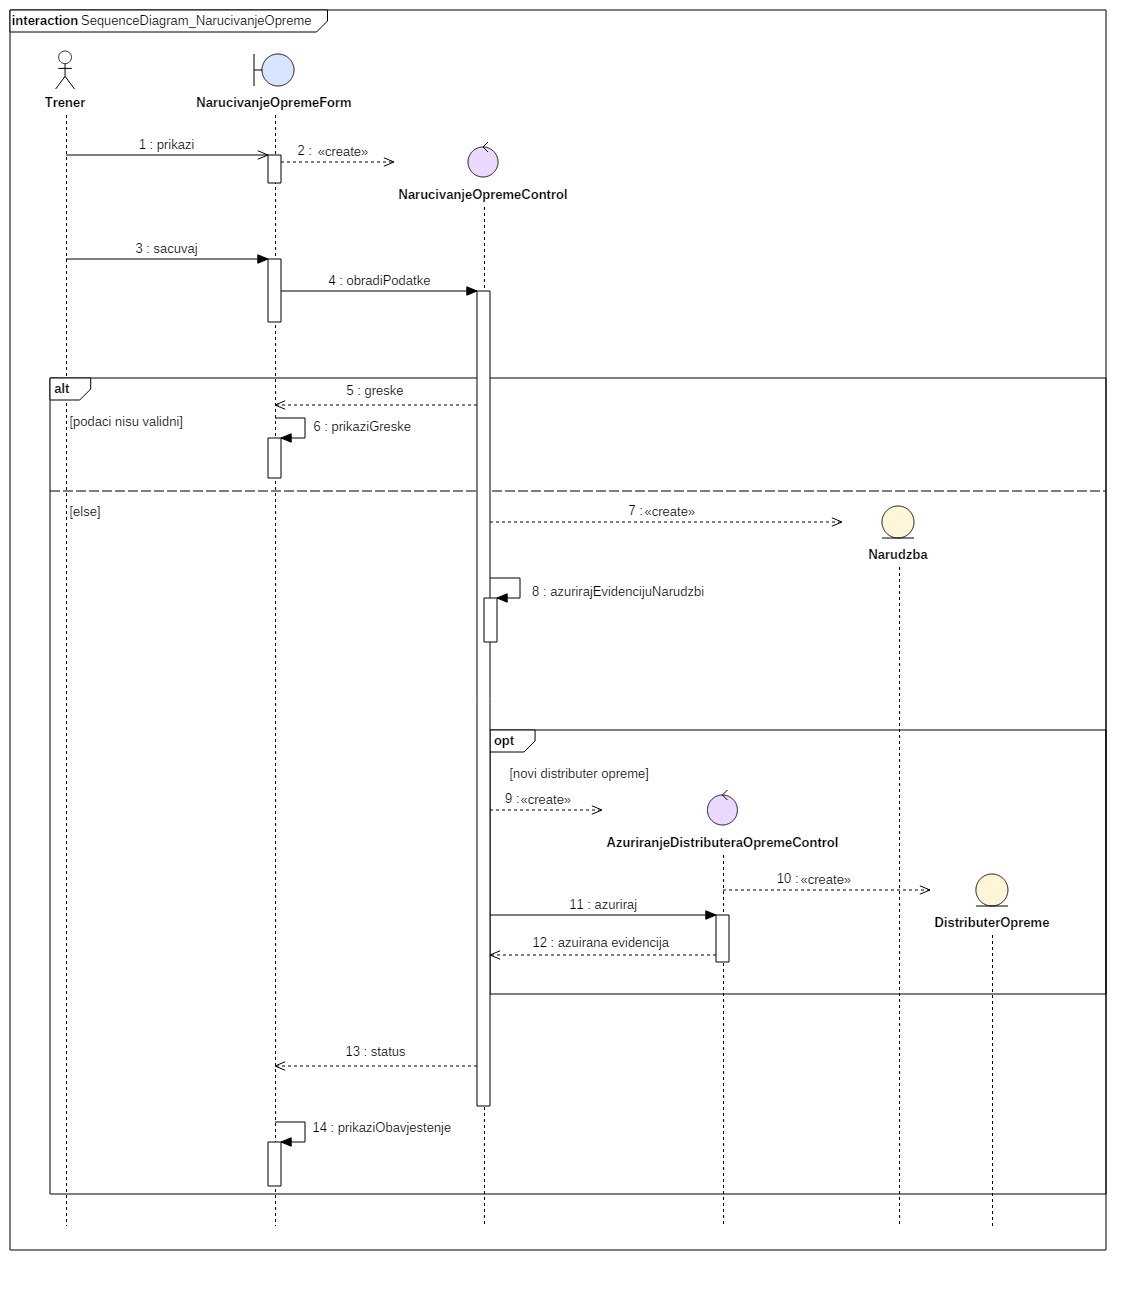 interaction SequenceDiagram_NarucivanjeOpreme
Trener
NarucivanjeOpremeForm
1 : prikazi
2 : «create»
NarucivanjeOpremeControl
3 : sacuvaj
4 : obradiPodatke
alt
5 : greske
[podaci nisu validni]
6 : prikaziGreske
[else]
7 : «create»
Narudzba
8 : azurirajEvidencijuNarudzbi
opt
[novi distributer opreme]
9 : «create»
AzuriranjeDistributeraOpremeControl
10 : «create»
11 : azuriraj
DistributerOpreme
12 : azuirana evidencija
13 : status
14 : prikaziObavjestenje